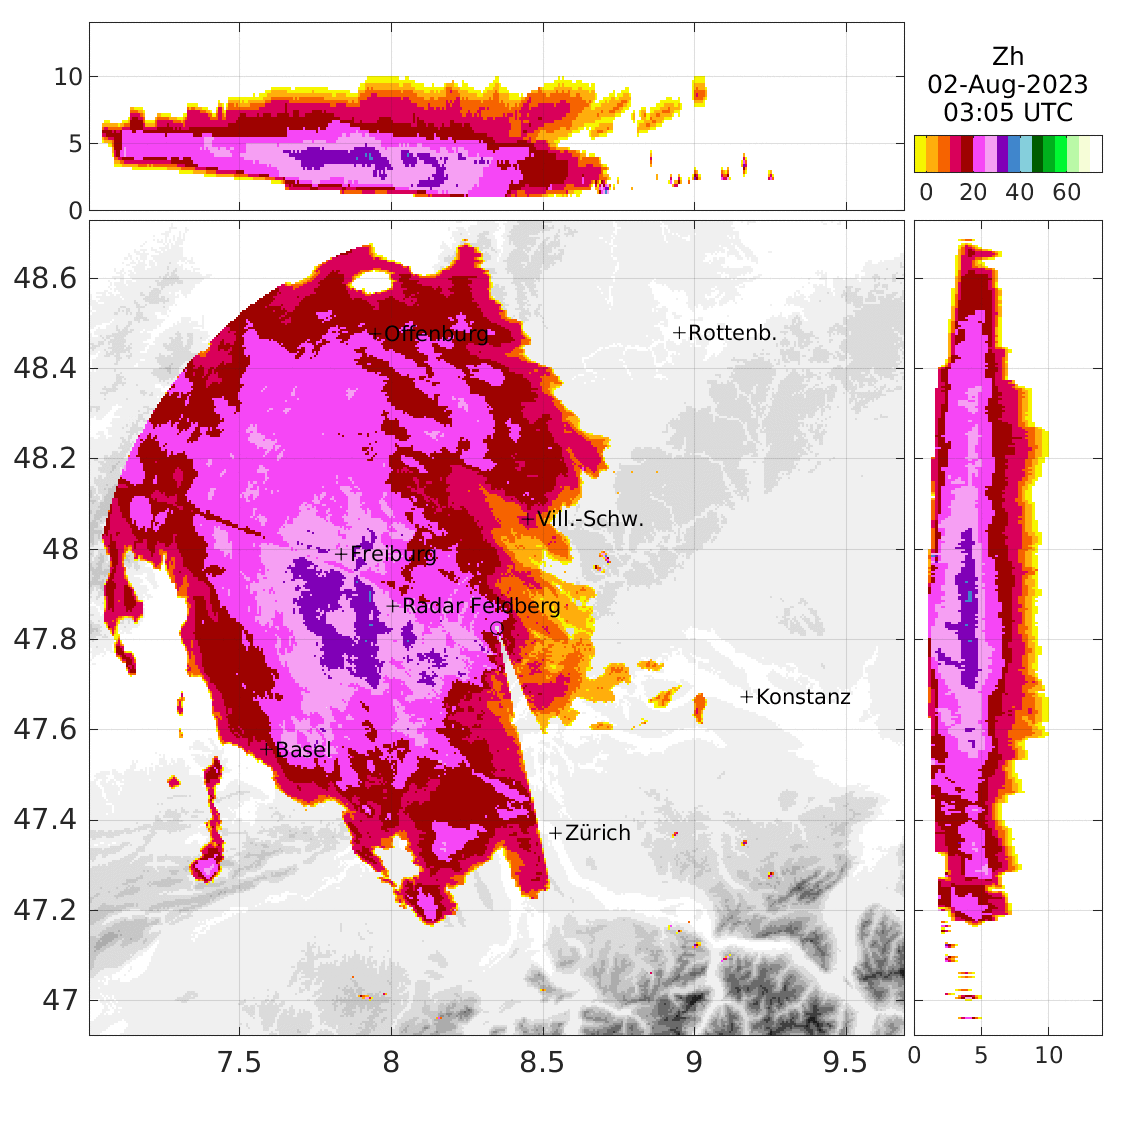 10
5
0
Zh
02-Aug-2023
03:05 UTC
0 20 40 60
48.6
48.4
48.2
48
47.8
47.6
47.4
47.2
47
Offenburg
Rottenb.
Vill.-Schw.
Freiburg
Radar Feldberg
Konstanz
Basel
Zürich
7.5 8 8.5 9 9.5
0 5 10